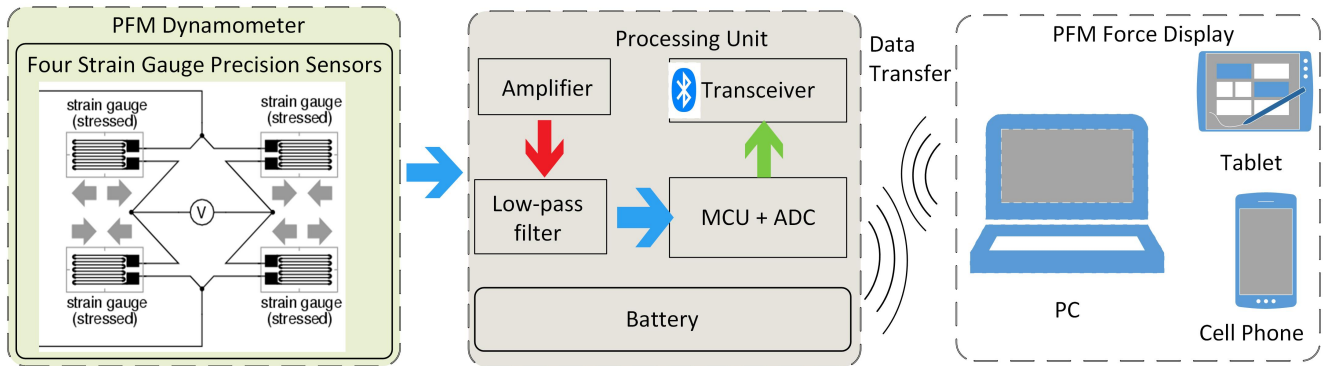 PFM Dynamometer
Four Strain Gauge Precision Sensors
strain gauge
(stressed)
strain gauge
(stressed)
V
strain gauge
(stressed)
strain gauge
(stressed)
Processing Unit
Amplifier
Transceiver
Low-pass
filter
MCU + ADC
Battery
Data
Transfer
PFM Force Display
Tablet
PC
Cell Phone